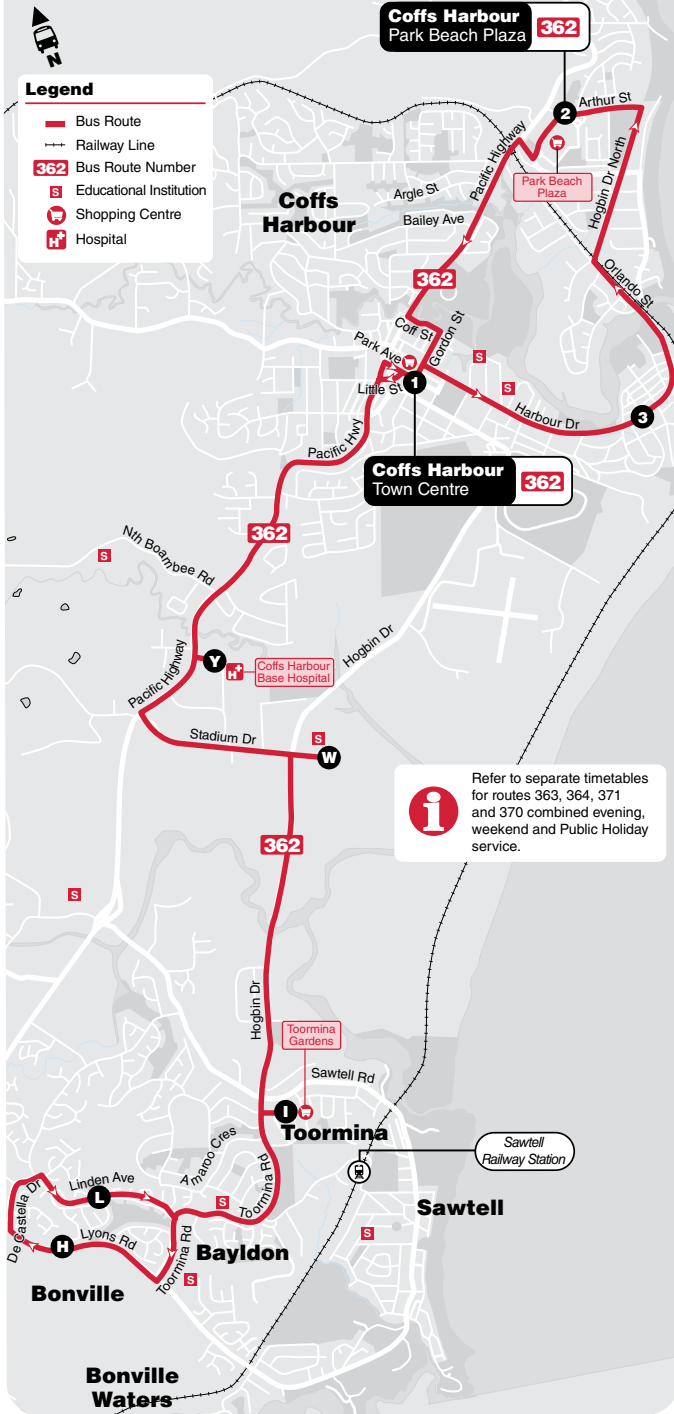 N
Coffs Harbour
Park Beach Plaza
362
Legend
Bus Route
Railway Line
362 Bus Route Number
S Educational Institution
Shopping Centre
H Hospital
2
Arthur St
Pacific Highway
Park Beach
Plaza
Hogbin Dr North
Argle St
Bailey Ave
Coffs
Harbour
362
Orlando St
Coff St
Gordon St
Park Ave
S
S
1
Little St
Harbour Dr
3
Pacific Hwy
Coffs Harbour
Town Centre
362
362
Nth Boambee Rd
S
Hogbin Dr
Y
H
Coffs Harbour
Base Hospital
Pacific Highway
Stadium Dr
S
W
Refer to separate timetables
for routes 363, 364, 371
and 370 combined evening,
weekend and Public Holiday
service.
i
362
S
Hogbin Dr
Toormina
Gardens
Sawtell Rd
I
Toormina
Amaroo Cres
Sawtell
Railway Station
Linden Ave
L
De Castella Dr
S
Toormina Rd
Sawtell
Lyons Rd
H
Toormina Rd
Bayldon
S
S
Bonville
Bonville
Waters